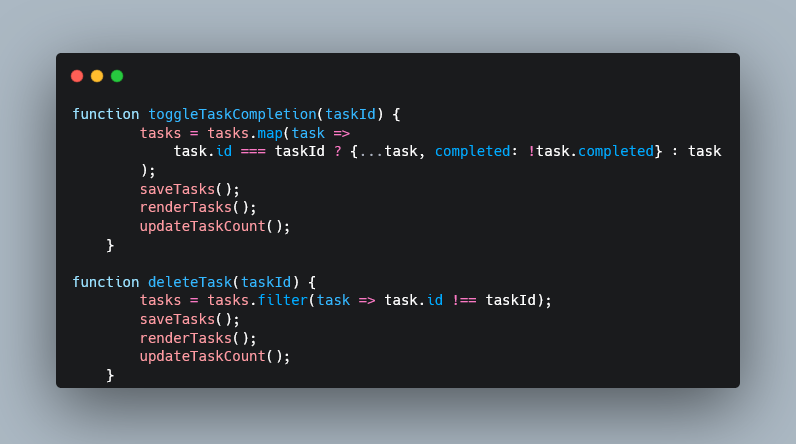 function toggleTaskCompletion(taskId) {
        tasks = tasks.map(task =>
            task.id === taskId ? {...task, completed: !task.completed} : task
        );
        saveTasks();
        renderTasks();
        updateTaskCount();
    }

function deleteTask(taskId) {
        tasks = tasks.filter(task => task.id !== taskId);
        saveTasks();
        renderTasks();
        updateTaskCount();
    }